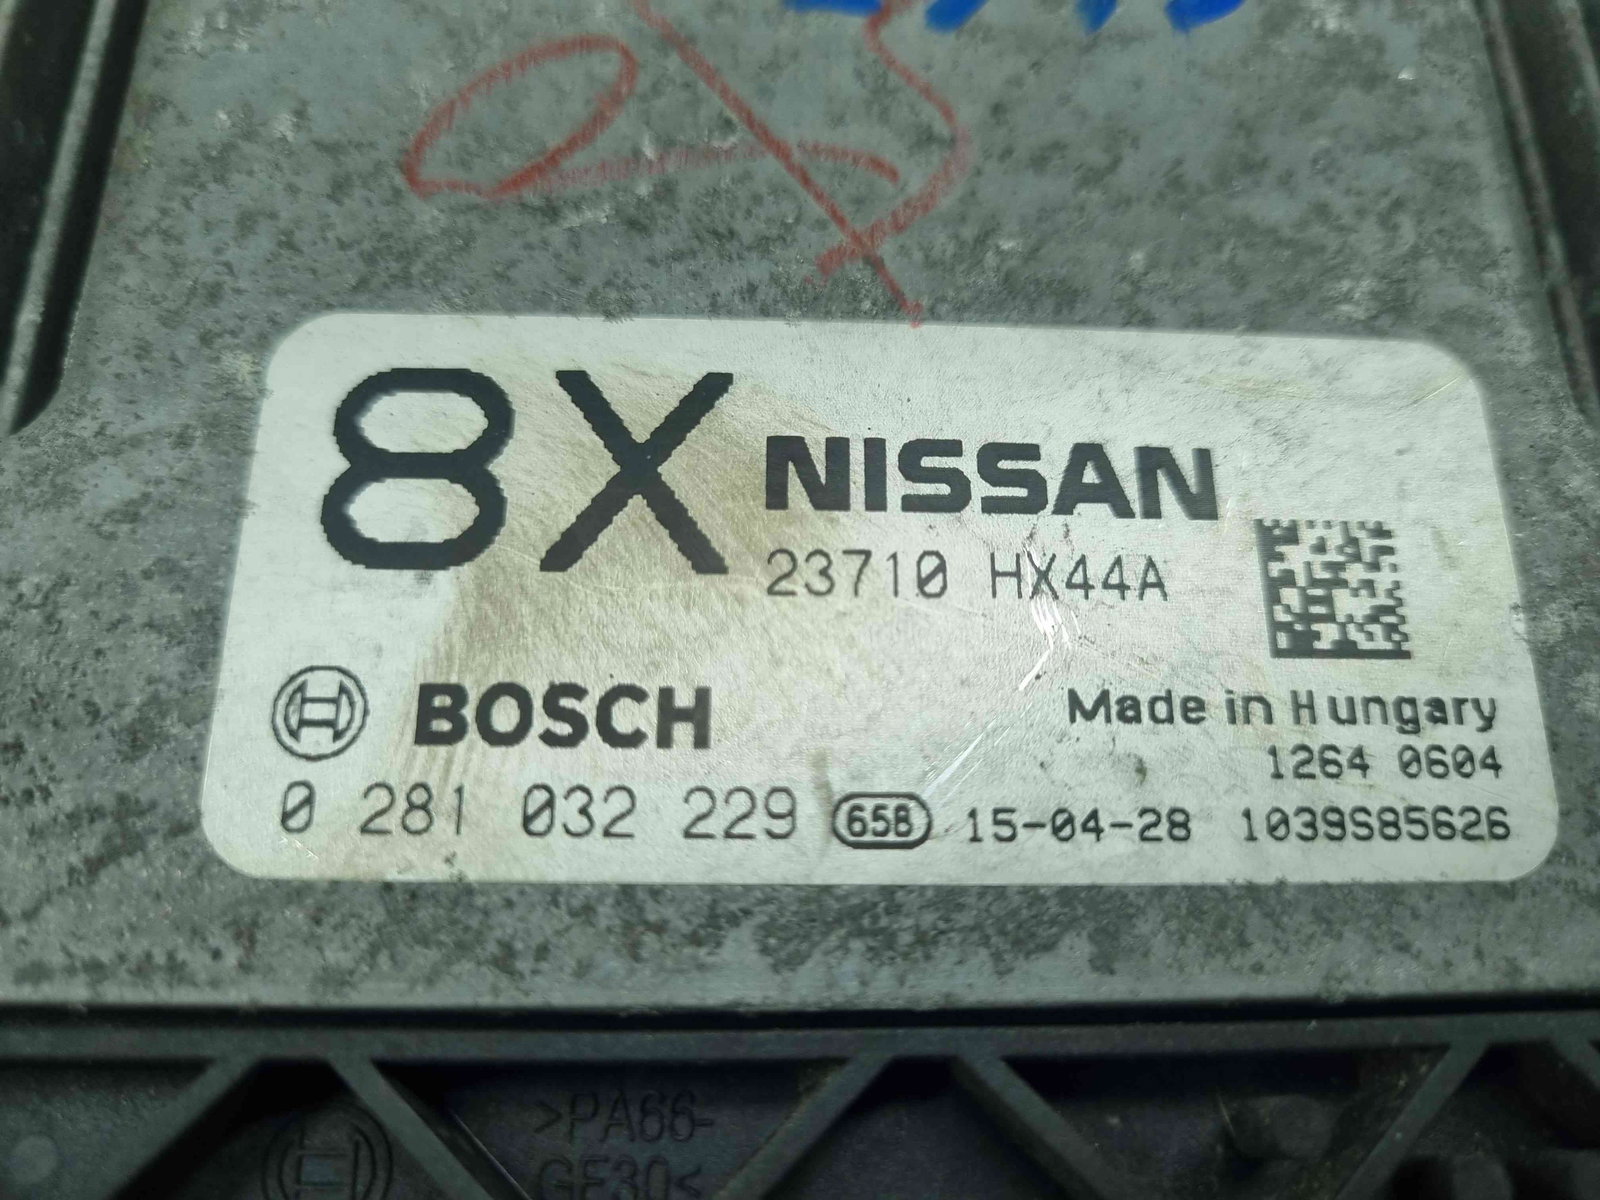 8X NISSAN
23710 HX44A
BOSCH
Made in Hungary
1264 0604
0 281 032 229 658 15-04-28 1039S85626
>PA66-
GF30<